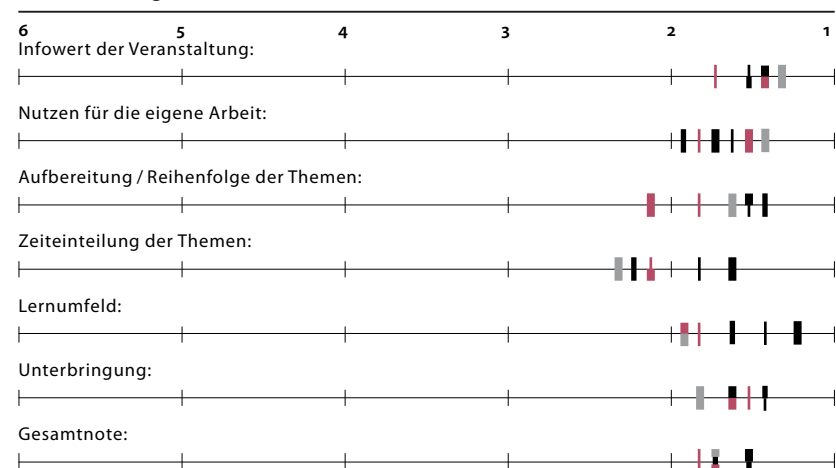 6 5 4 3 2 1
Infowert der Veranstaltung:
Nutzen für die eigene Arbeit:
Aufbereitung / Reihenfolge der Themen:
Zeiteinteilung der Themen:
Lernumfeld:
Unterbringung:
Gesamtnote: